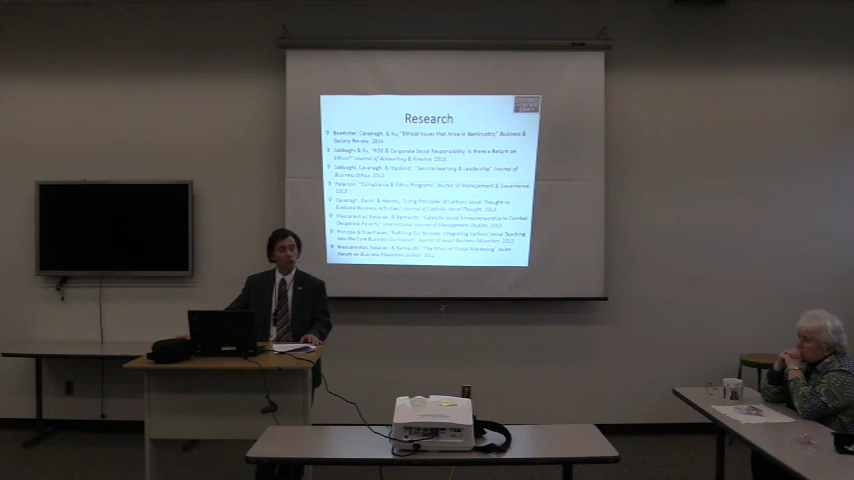 Research
Boettcher, Cavanagh, & Xu, "Ethical Issues that Arise in Bankruptcy" Business &
Society Review, 2014
Sabbaghi & Xu, "ROE & Corporate Social Responsibility: Is there a Return on
Ethics?" Journal of Accounting & Finance, 2013
Sabbaghi, Cavanagh, & "Service-Learning & Leadership" Journal of
Business Ethics, 2013
Peterson, "Compliance & Ethics Programs" Journal of Management & Governance
2013
Cavanagh, David, & Hendry, "Using Principles of Catholic Social Thought to
Evaluate Business Activities" Journal of Catholic Social Thought, 2013
Mascarenhas, Kesavan, & Bernacchi, "Catalytic Social Entrepreneurship to Combat
Desperate Poverty" International Journal of Management Studies, 2013
"Fulfilling Our Mission: Integrating Catholic Social Teaching
into the Core Business Curriculum" Journal of Jesuit Business Education, 2012
Mascarenhas, Kesavan, & Bernacchi, "The Ethics of Global Marketing" Asian
Forum on Business Education Journal, 2012